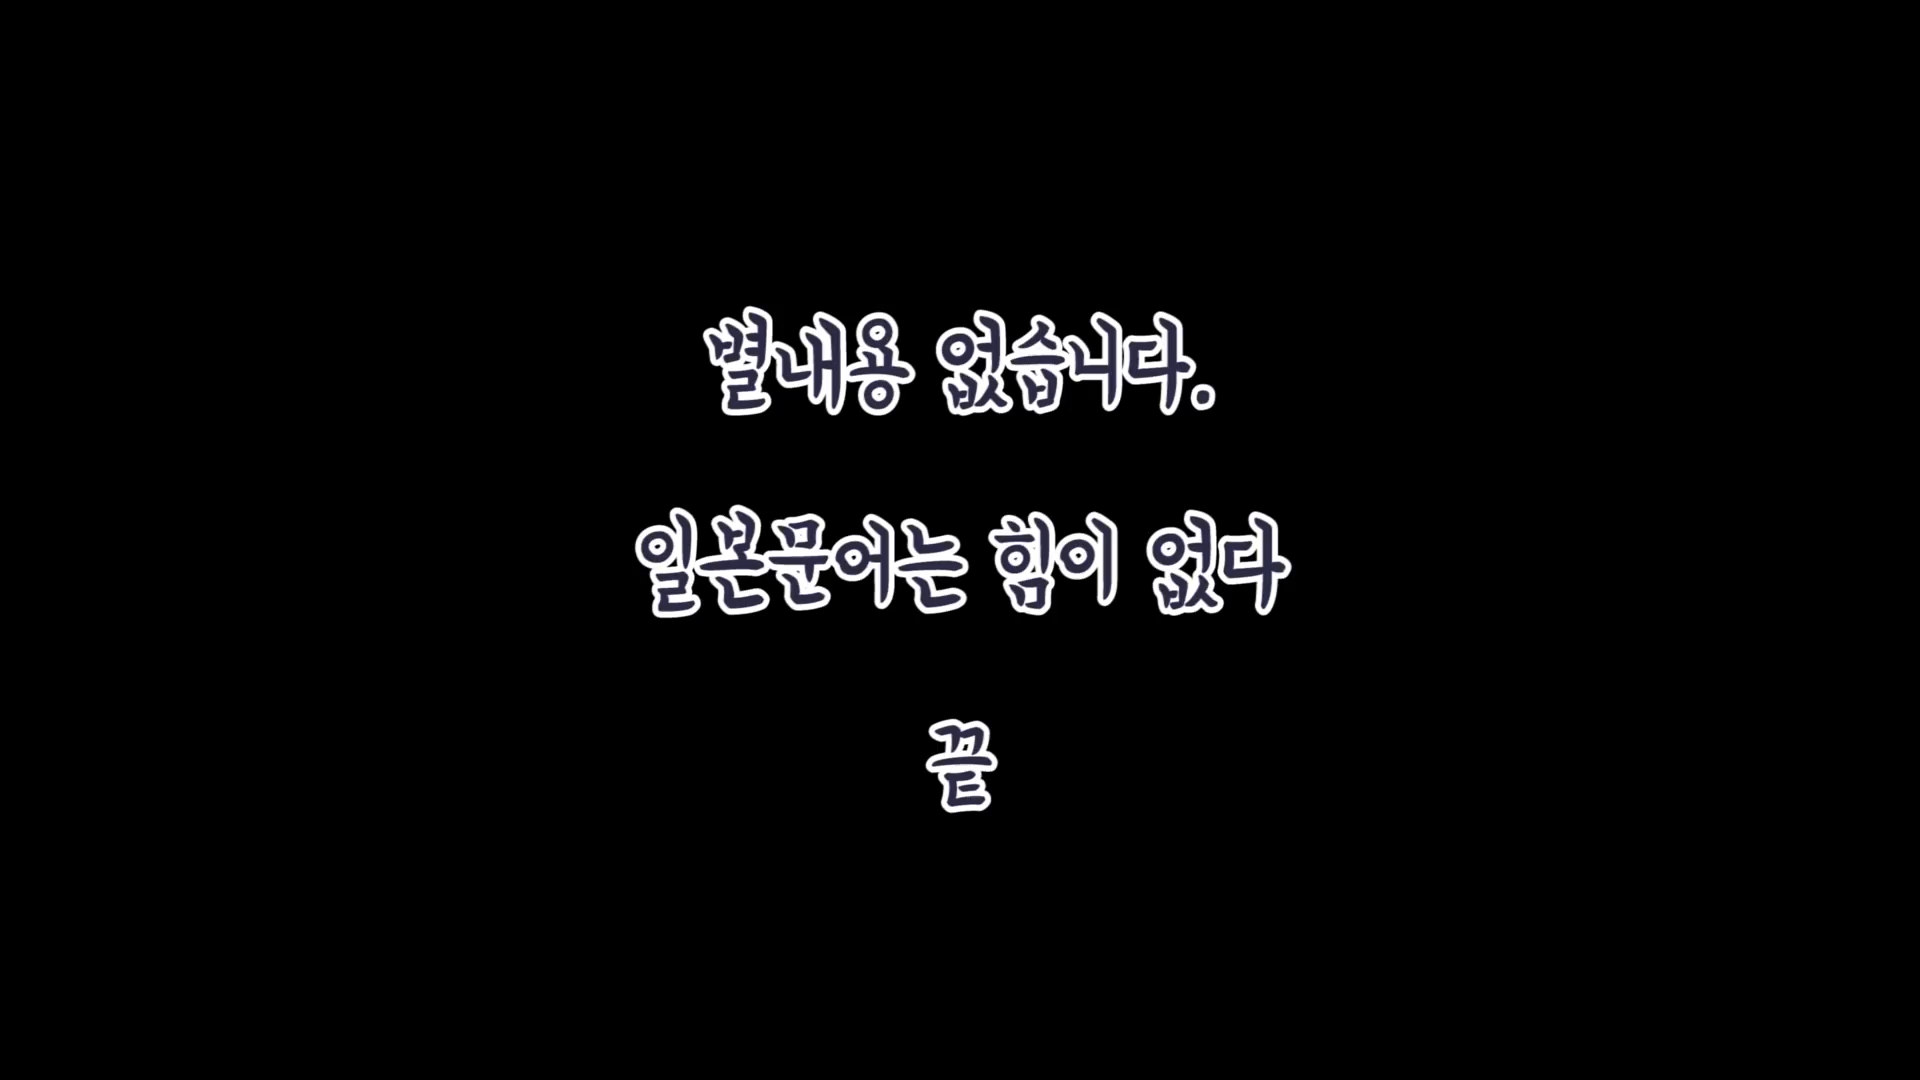 별내용 없습니다.
일본문어는 힘이 없다
끝